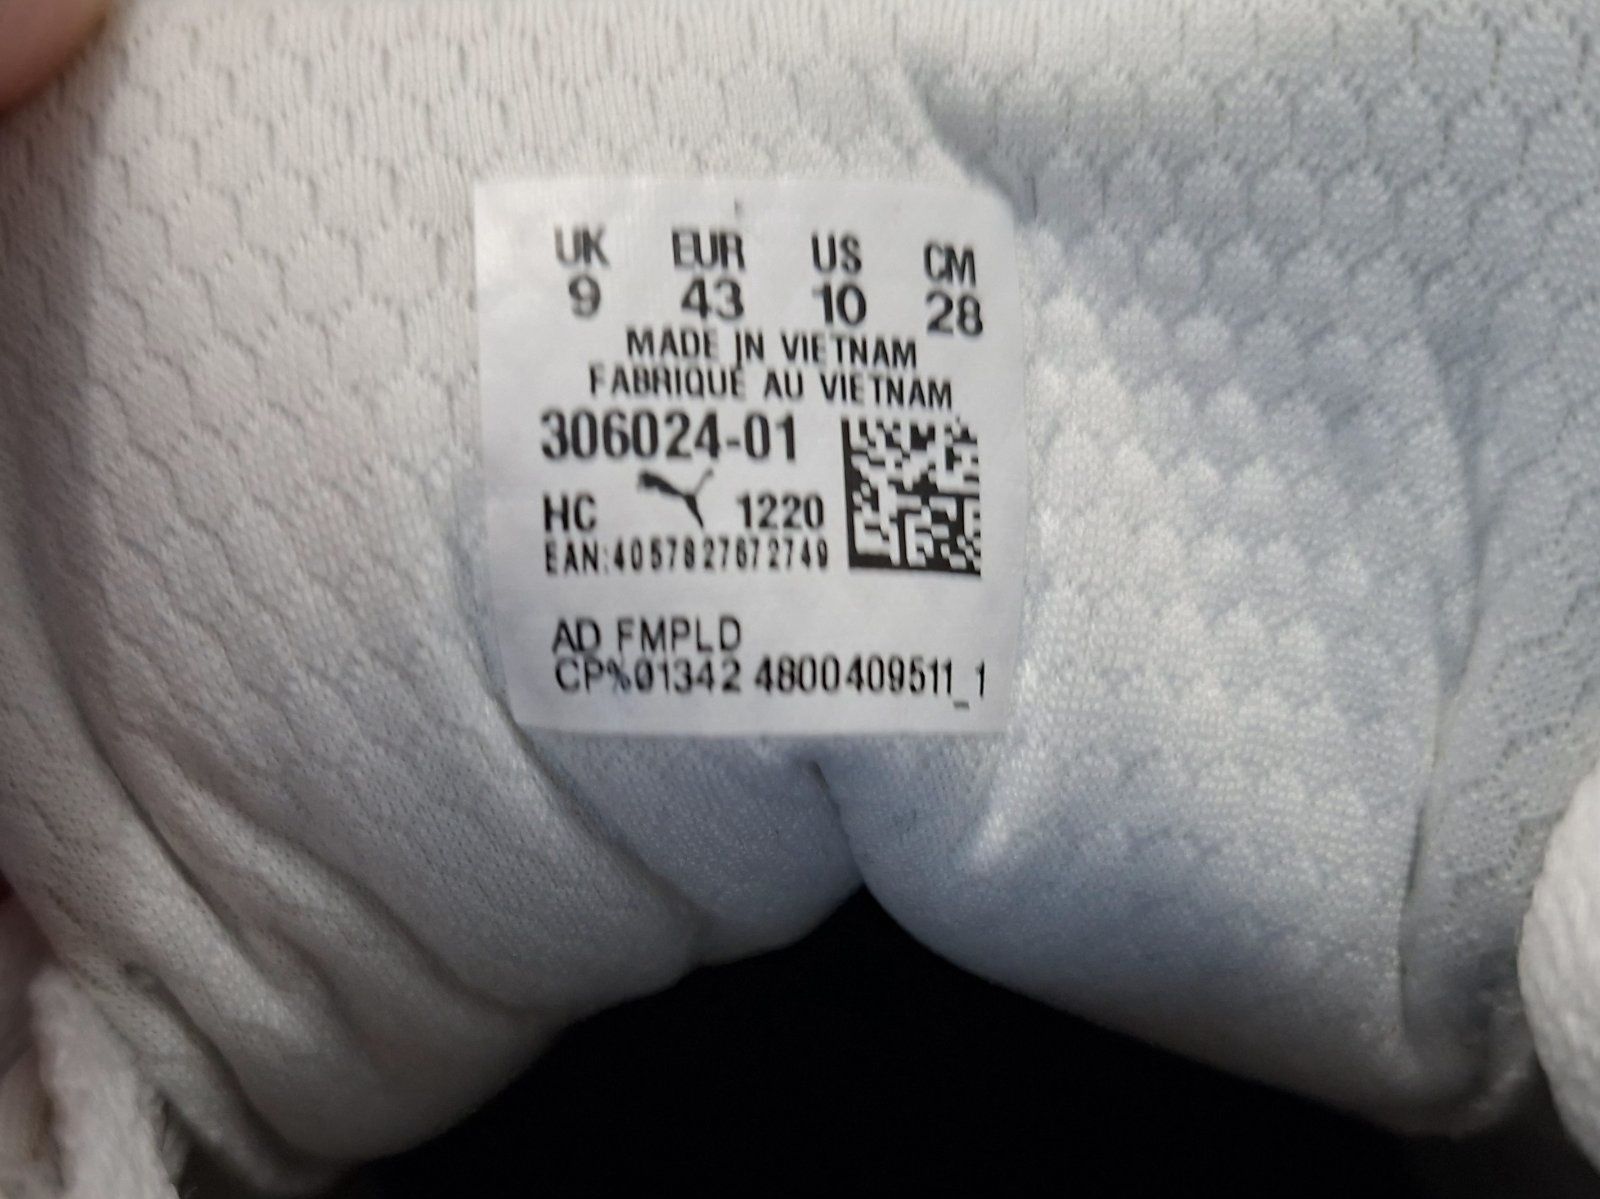 UK EUR US CM
9 43 10 28
MADE IN VIETNAM
FABRIQUE AU VIETNAM
306024-01
HC 1220
EAN:4057827672749
AD FMPLD
CP%01342 4800409511_1